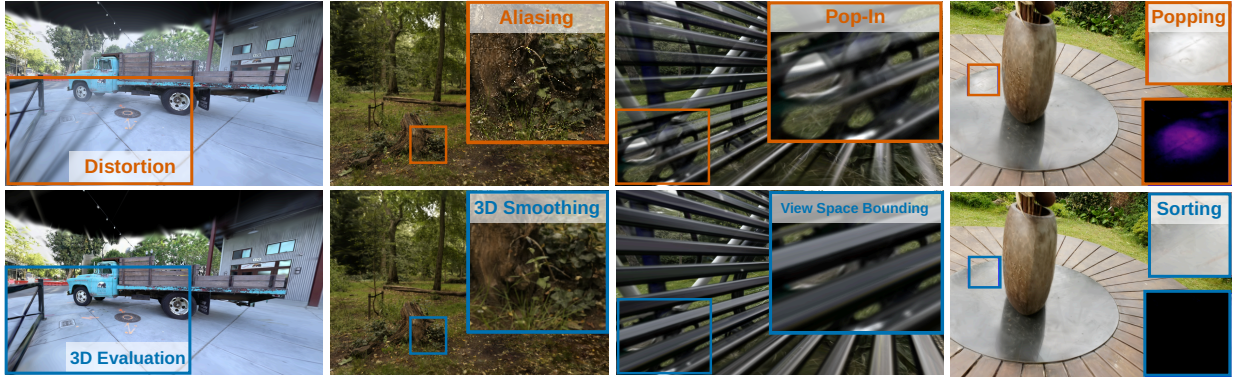 Distortion
Aliasing
Pop-In
Popping
3D Evaluation
3D Smoothing
View Space Bounding
Sorting